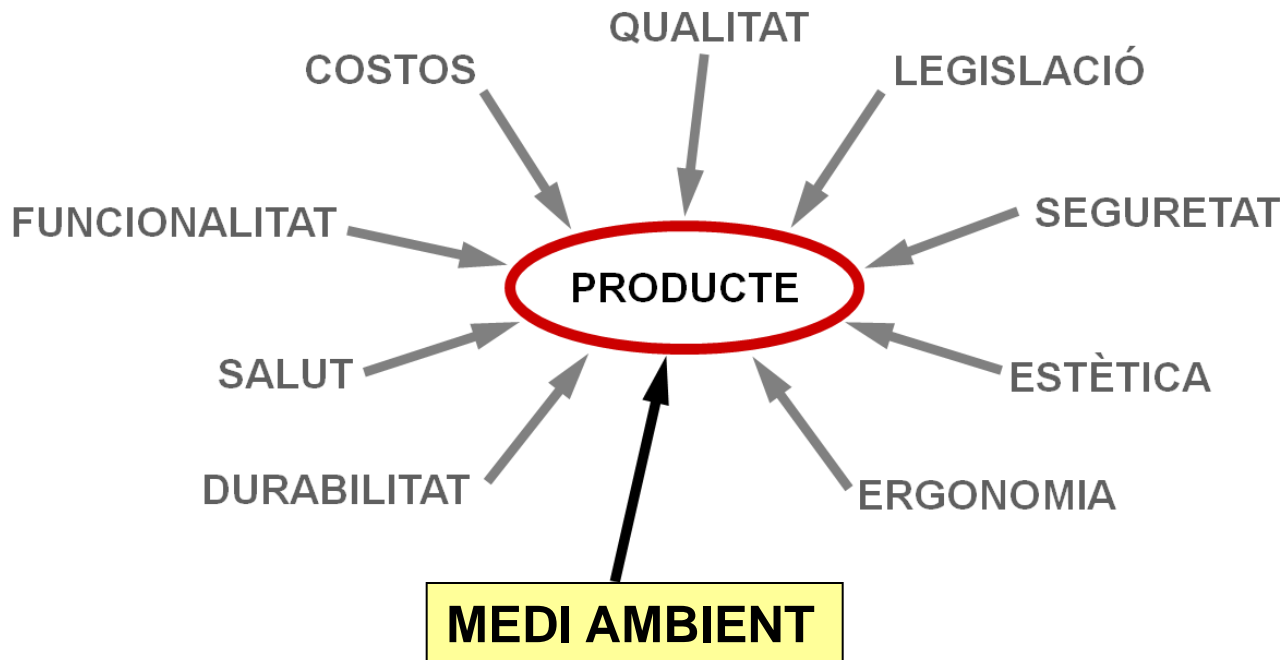 QUALITAT
COSTOS
LEGISLACIÓ
FUNCIONALITAT
SEGURETAT
PRODUCTE
SALUT
ESTÈTICA
DURABILITAT
ERGONOMIA
MEDI AMBIENT